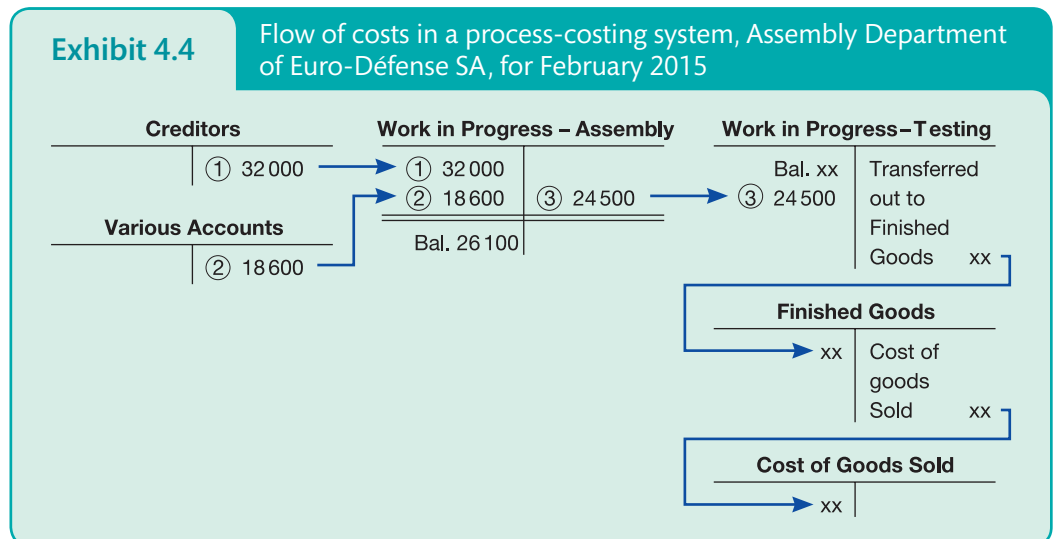 Exhibit 4.4
Flow of costs in a process-costing system, Assembly Department
of Euro-Défense SA, for February 2015
Creditors
① 32 000
Various Accounts
② 18 600
Work in Progress – Assembly
① 32 000
② 18 600 ③ 24 500
Bal. 26 100
Work in Progress–Testing
Bal. xx Transferred
③ 24 500 out to
Finished
Goods xx
Finished Goods
xx Cost of
goods
Sold xx
Cost of Goods Sold
xx